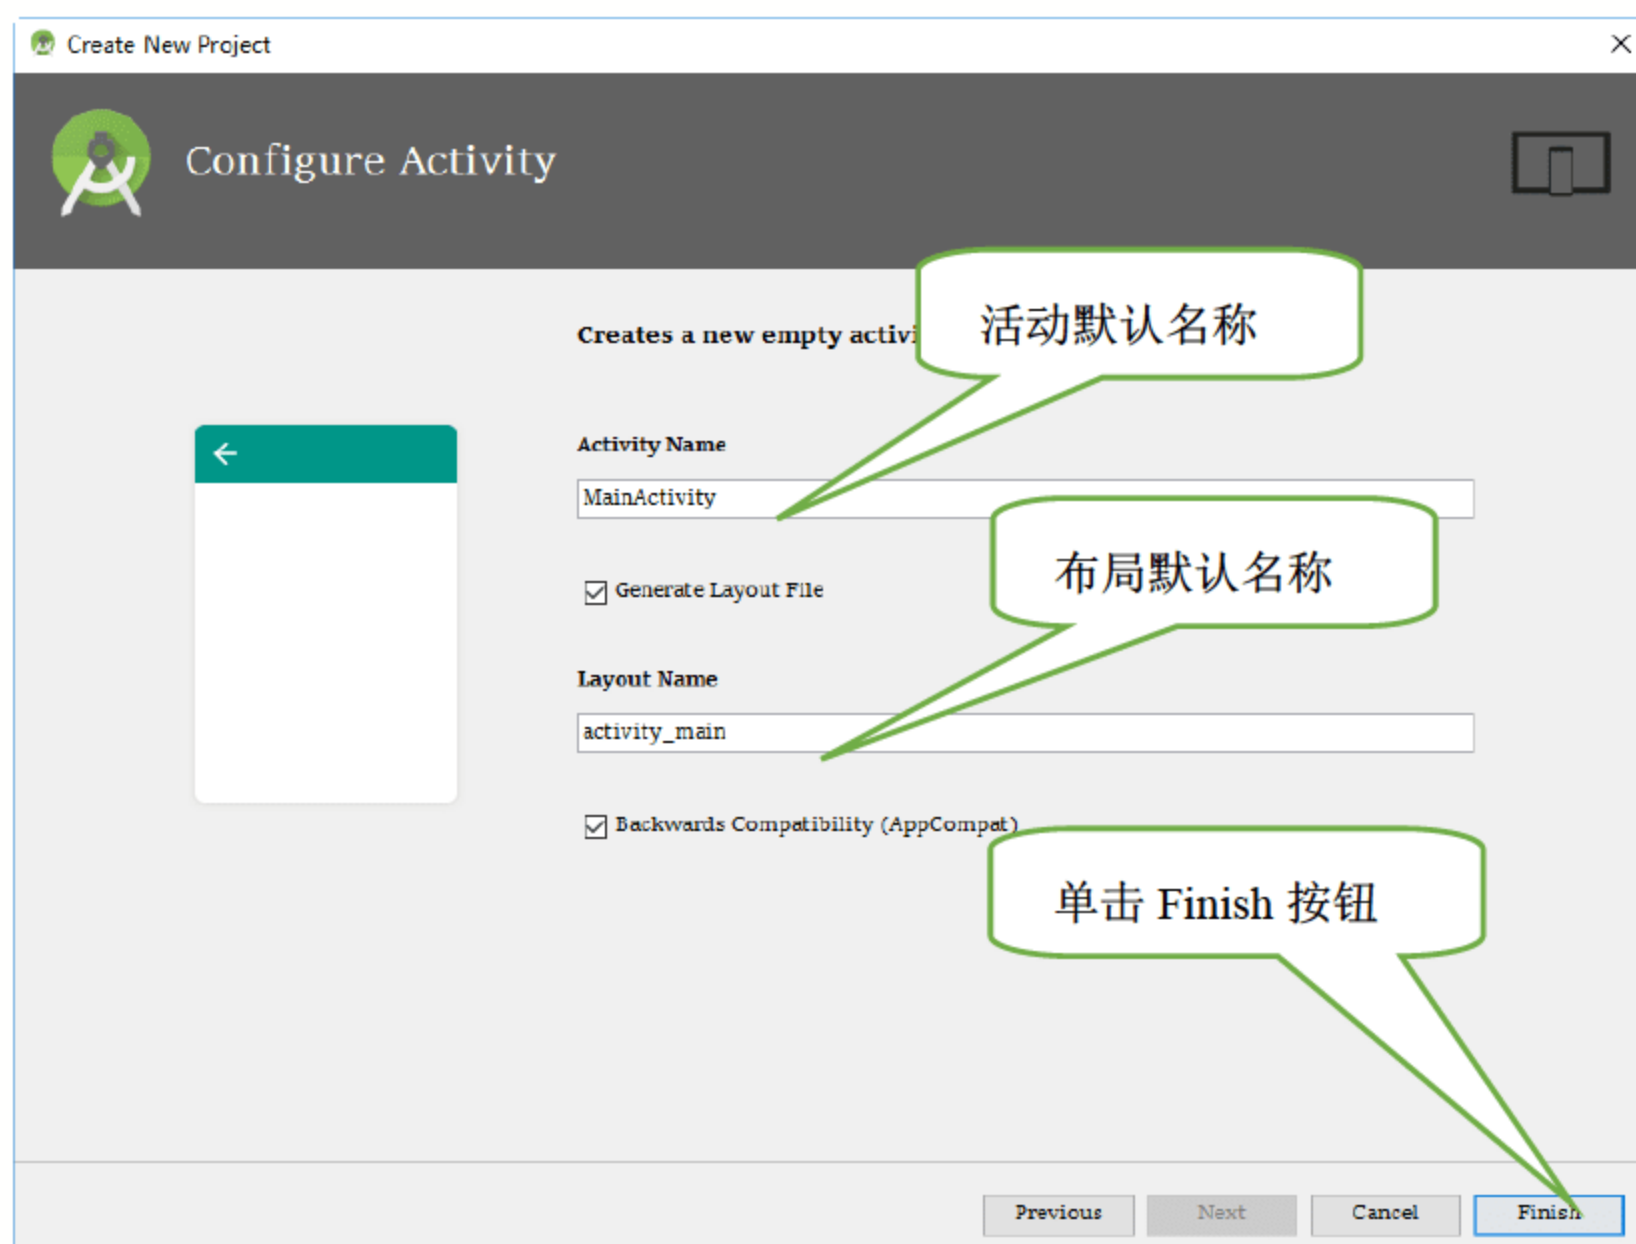 Create New Project
Configure Activity
活动默认名称
Creates a new empty activi
Activity Name
MainActivity
布局默认名称
Generate Layout File
Layout Name
activity_main
Backwards Compatibility (AppCompat)
单击 Finish 按钮
Previous
Next
Cancel
Finish